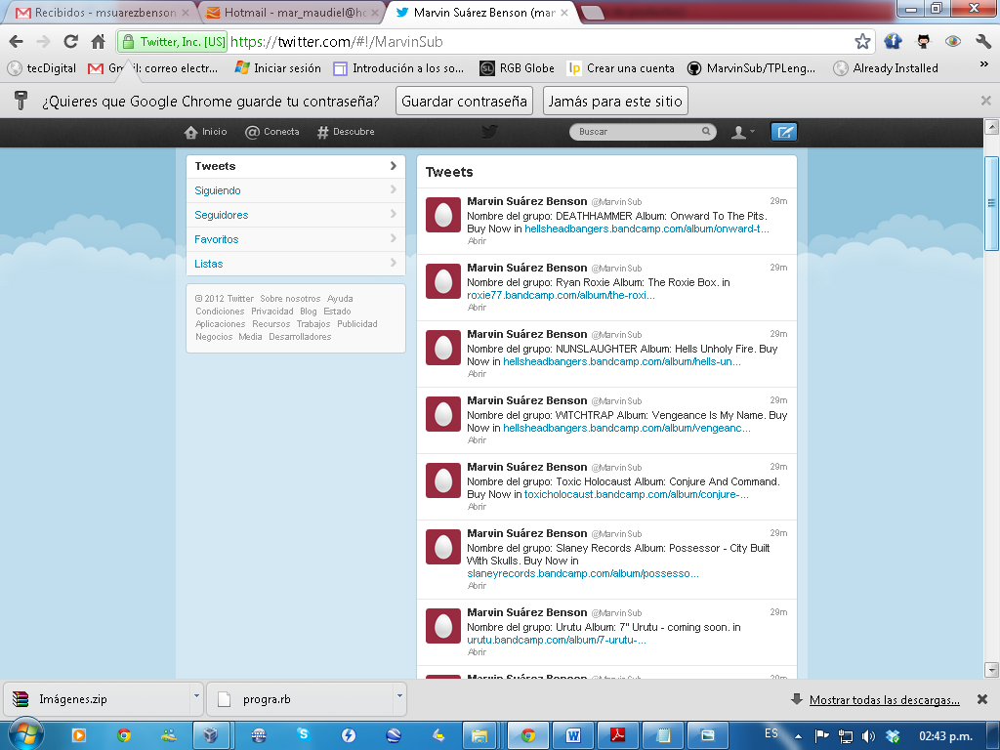 Recibidos - msuarezbenson.
Hotmail - mar_maudiel@ho
Marvin Suárez Benson (mar
Twitter, Inc. [US] https://twitter.com/#!/MarvinSub
tecDigital
Gmail: correo electr...
Iniciar sesión
Introducción a los so...
RGB Globe
Crear una cuenta
MarvinSub/TPLeng...
Already Installed
»
¿Quieres que Google Chrome guarde tu contraseña?
Guardar contraseña
Jamás para este sitio
Inicio
@ Conecta
# Descubre
Buscar
Tweets
Siguiendo
Seguidores
Favoritos
Listas
© 2012 Twitter Sobre nosotros Ayuda
Condiciones Privacidad Blog Estado
Aplicaciones Recursos Trabajos Publicidad
Negocios Media Desarrolladores
Tweets
Marvin Suárez Benson @MarvinSub 29m
Nombre del grupo: DEATHHAMMER Album: Onward To The Pits.
Buy Now in hellsheadbangers.bandcamp.com/album/onward-t...
Abrir
Marvin Suárez Benson @MarvinSub 29m
Nombre del grupo: Ryan Roxie Album: The Roxie Box. in
roxie77.bandcamp.com/album/the-roxi...
Abrir
Marvin Suárez Benson @MarvinSub 29m
Nombre del grupo: NUNSLAUGHTER Album: Hells Unholy Fire. Buy
Now in hellsheadbangers.bandcamp.com/album/hells-un...
Abrir
Marvin Suárez Benson @MarvinSub 29m
Nombre del grupo: WITCHTRAP Album: Vengeance Is My Name. Buy
Now in hellsheadbangers.bandcamp.com/album/vengeanc...
Abrir
Marvin Suárez Benson @MarvinSub 29m
Nombre del grupo: Toxic Holocaust Album: Conjure And Command.
Buy Now in toxicholocaust.bandcamp.com/album/conjure-...
Abrir
Marvin Suárez Benson @MarvinSub 29m
Nombre del grupo: Slaney Records Album: Possessor - City Built
With Skulls. Buy Now in
slaneyrecords.bandcamp.com/album/possesso...
Abrir
Marvin Suárez Benson @MarvinSub 29m
Nombre del grupo: Urutu Album: 7" Urutu - coming soon. in
urutu.bandcamp.com/album/7-urutu-...
Abrir
Marvin Suárez Benson @MarvinSub 29m
Imágenes.zip
progra.rb
Mostrar todas las descargas...
ES
02:43 p.m.